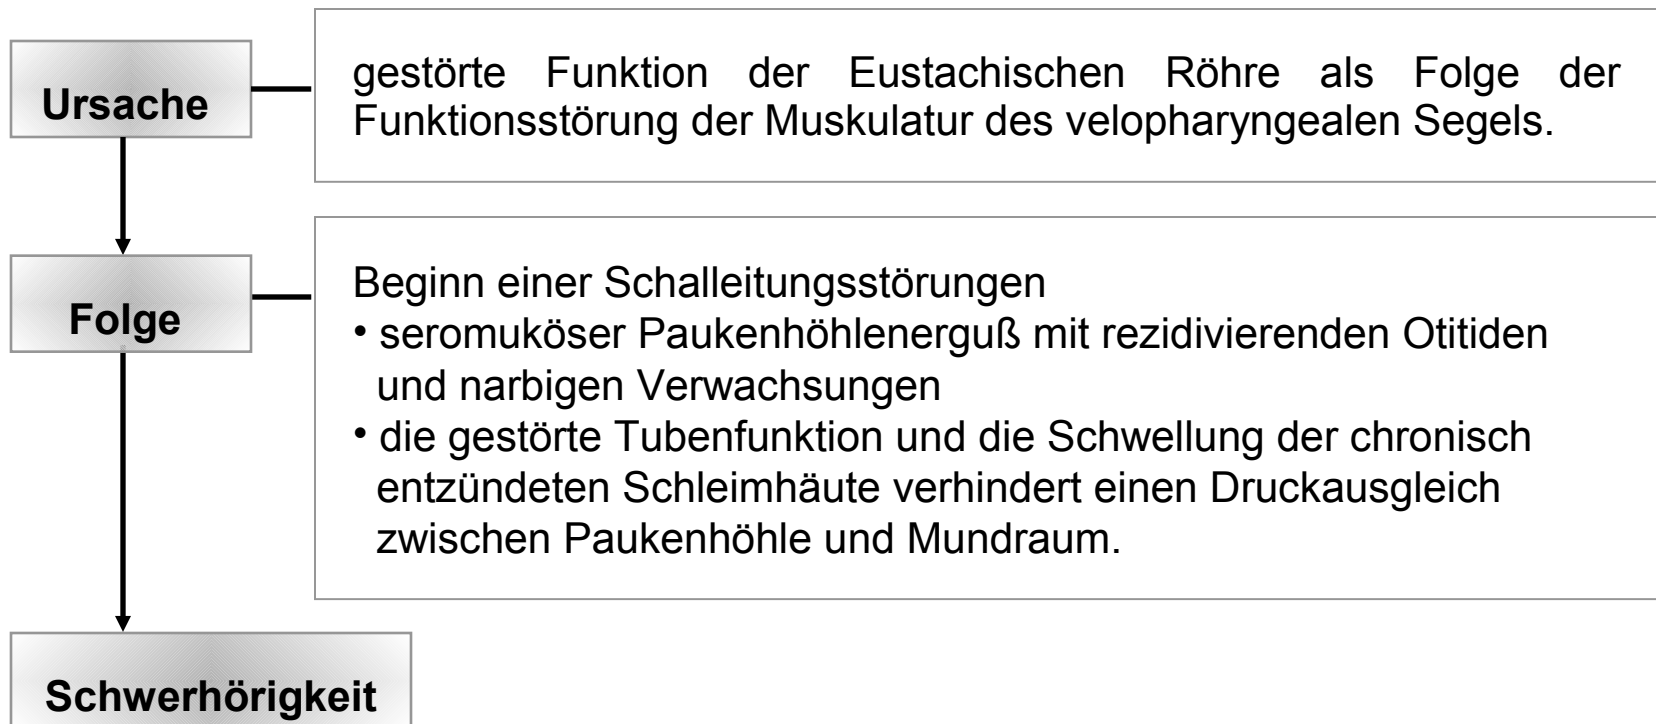 Ursache
gestörte Funktion der Eustachischen Röhre als Folge der
Funktionsstörung der Muskulatur des velopharyngealen Segels.
Folge
Beginn einer Schalleitungsstörungen
• seromuköser Paukenhöhlenerguß mit rezidivierenden Otitiden
und narbigen Verwachsungen
• die gestörte Tubenfunktion und die Schwellung der chronisch
entzündeten Schleimhäute verhindert einen Druckausgleich
zwischen Paukenhöhle und Mundraum.
Schwerhörigkeit